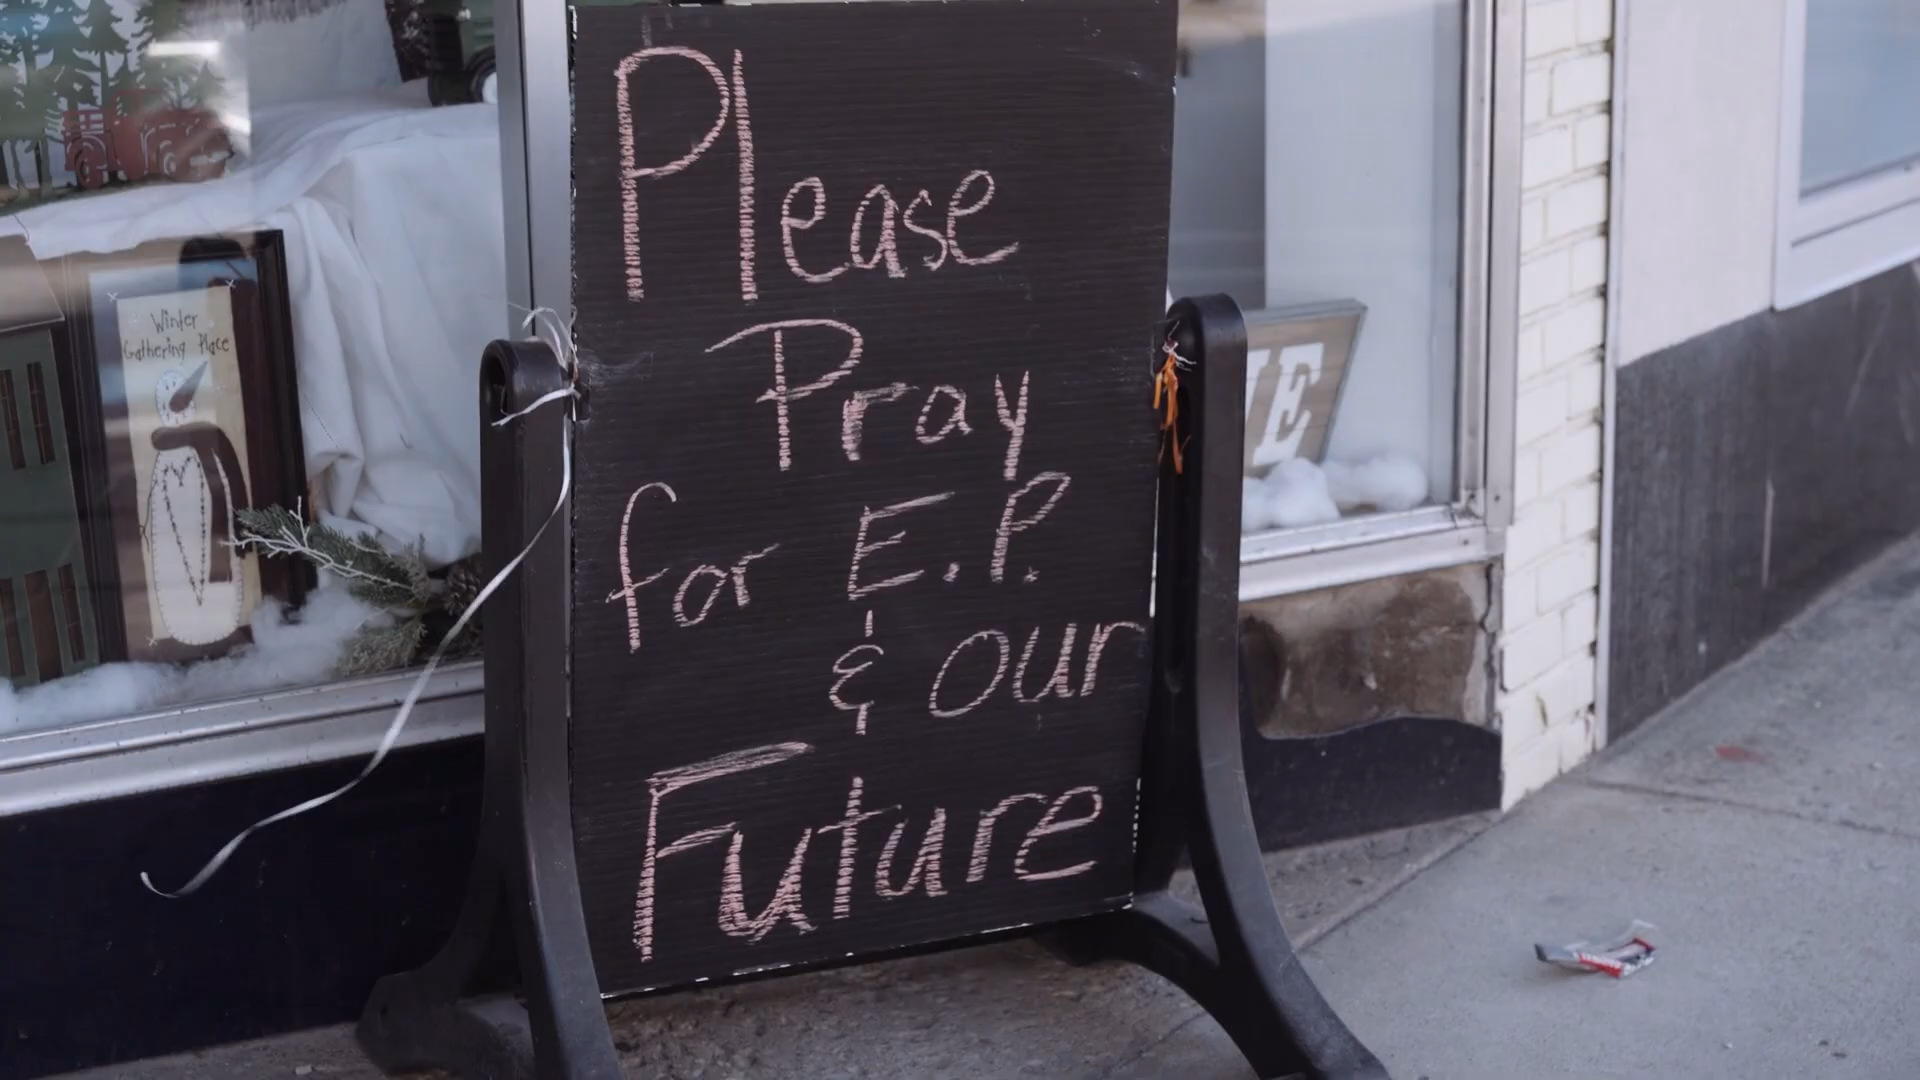 Please
Pray
for E.P.
& our
Future
Winter
Gathering Place